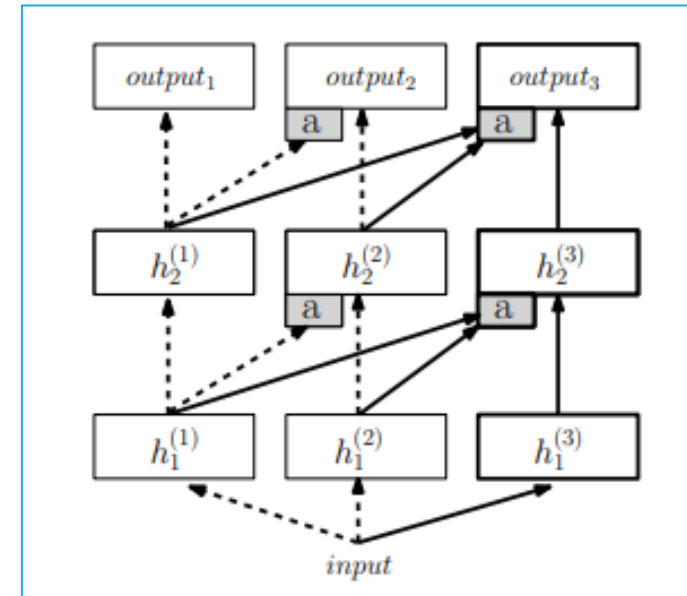 output₁ output₂ output₃
a a
h₂⁽¹⁾ h₂⁽²⁾ h₂⁽³⁾
a a
h₁⁽¹⁾ h₁⁽²⁾ h₁⁽³⁾
input